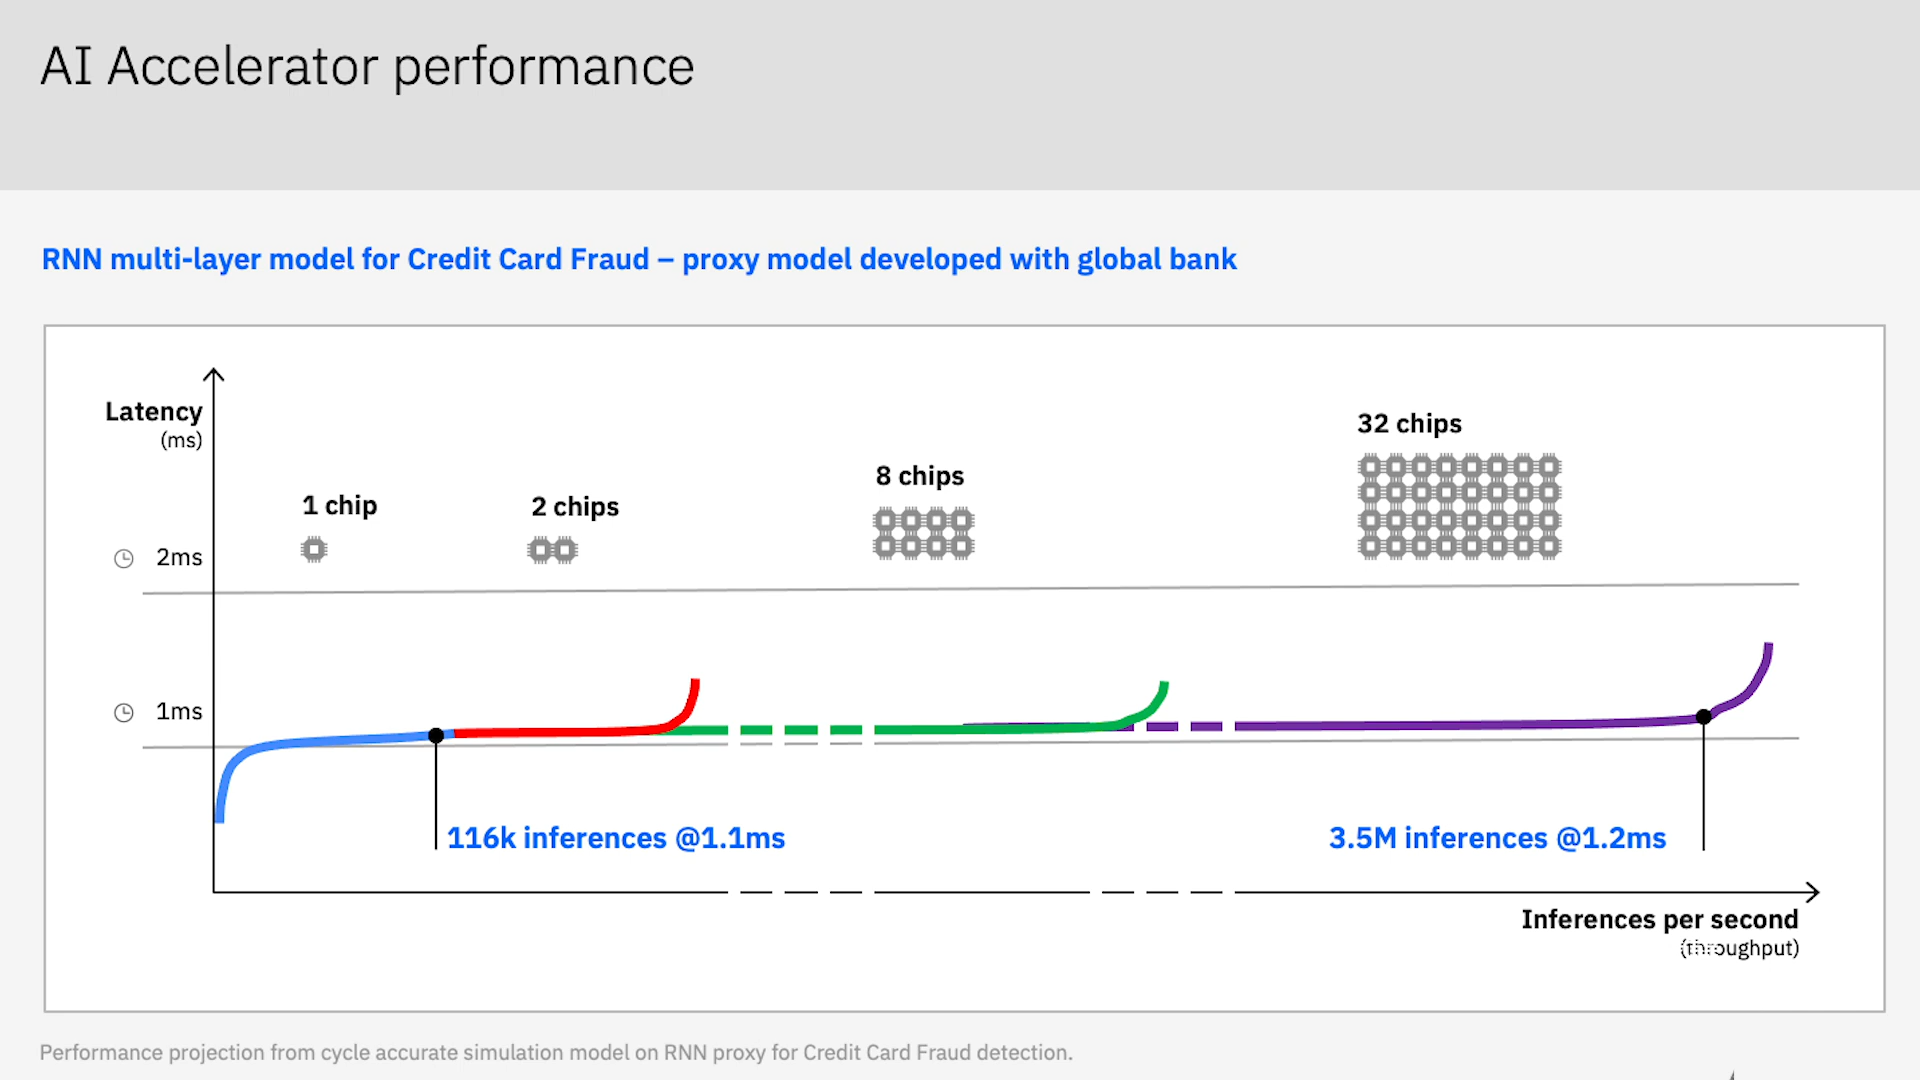 AI Accelerator performance
RNN multi-layer model for Credit Card Fraud – proxy model developed with global bank
Latency
(ms)
32 chips
8 chips
1 chip
2 chips
2ms
1ms
116k inferences @1.1ms
3.5M inferences @1.2ms
Inferences per second
(throughput)
Performance projection from cycle accurate simulation model on RNN proxy for Credit Card Fraud detection.